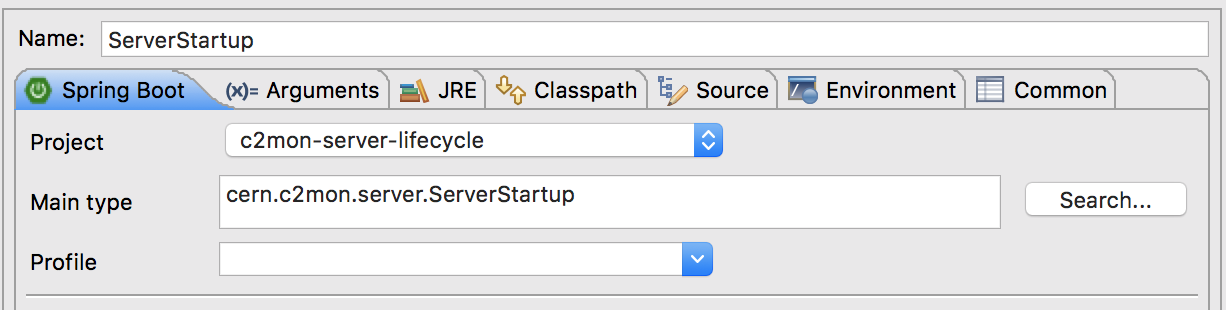 Name: ServerStartup
Spring Boot (x)= Arguments JRE Classpath Source Environment Common
Project c2mon-server-lifecycle
Main type cern.c2mon.server.ServerStartup Search...
Profile